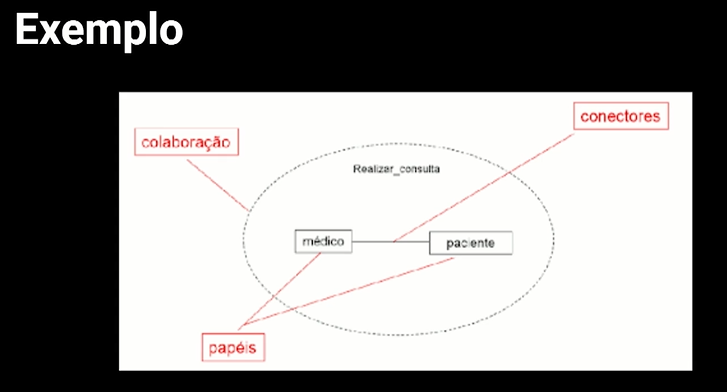 Exemplo
conectores
colaboração
Realizar_consulta
médico
paciente
papéis